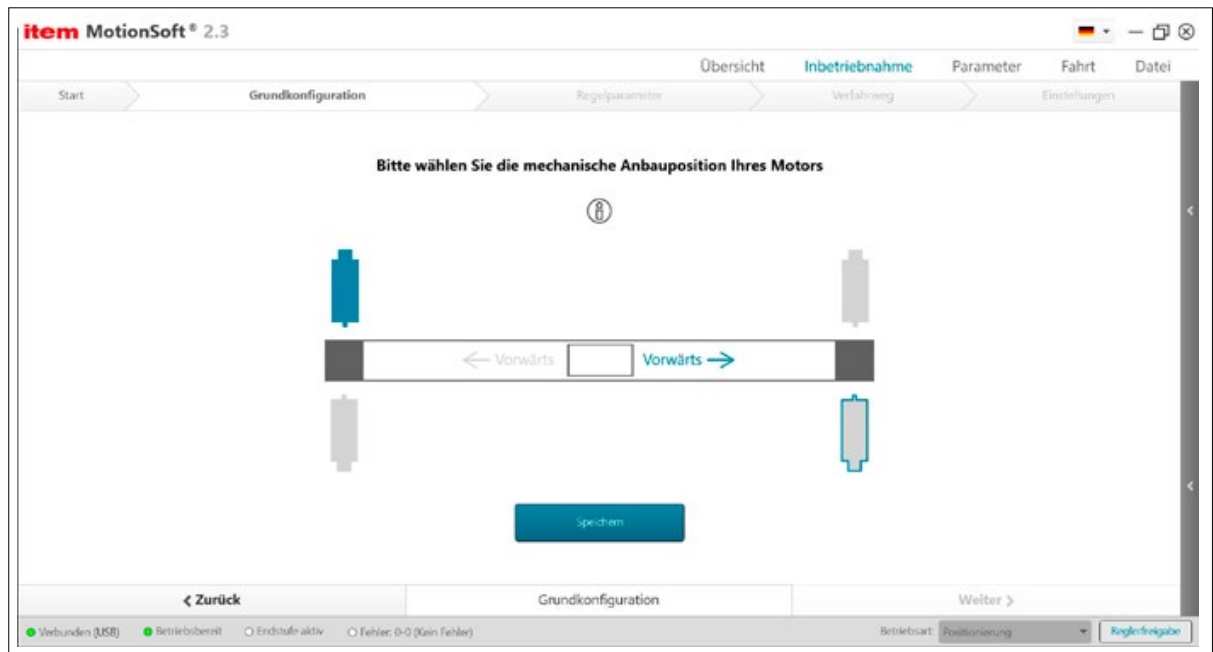 item MotionSoft® 2.3
Übersicht Inbetriebnahme Parameter Fahrt Datei
Start Grundkonfiguration Regelparameter Verfahrweg Einstellungen
Bitte wählen Sie die mechanische Anbauposition Ihres Motors
Vorwärts Vorwärts
Speichern
< Zurück Grundkonfiguration Weiter >
Verbunden (USB) Betriebsbereit Endstufe aktiv Fehler: 0-0 (Kein Fehler) Betriebsart: Positionierung Reglerfreigabe